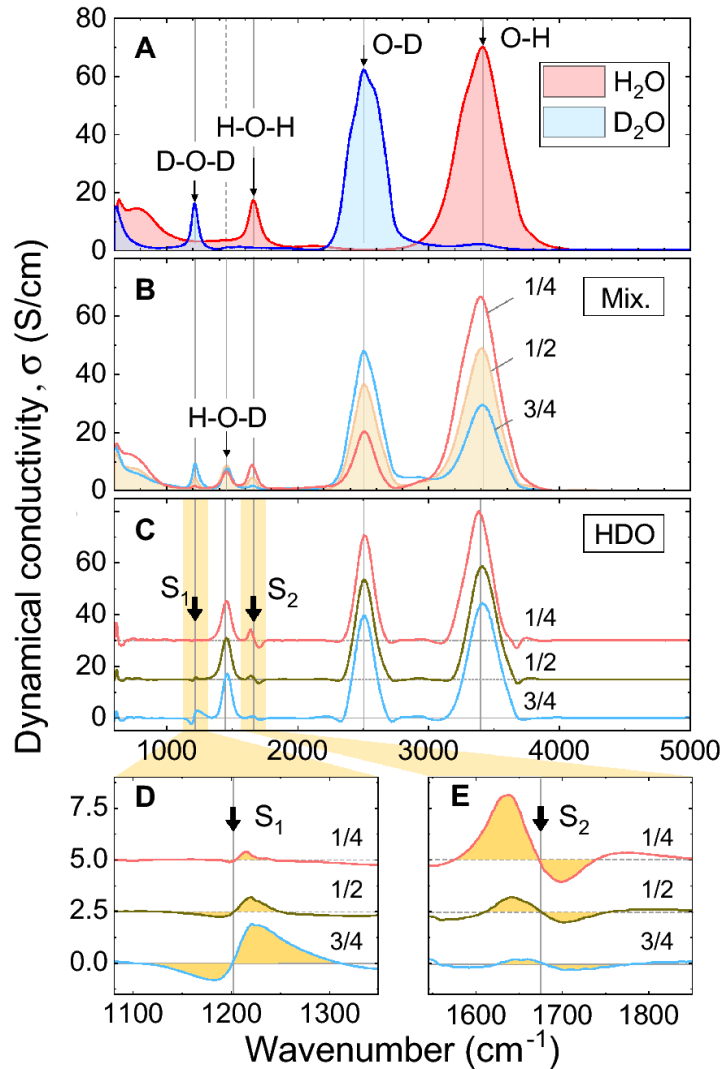 A
O-D
O-H
H-O-H
D-O-D
H₂O
D₂O
80
60
40
20
0
B
Mix.
1/4
1/2
3/4
H-O-D
60
40
20
0
C
HDO
S₁
S₂
1/4
1/2
3/4
60
40
20
0
1000
2000
3000
4000
5000
Dynamical conductivity, σ (S/cm)
D
S₁
1/4
1/2
3/4
7.5
5.0
2.5
0.0
1100
1200
1300
E
S₂
1/4
1/2
3/4
1600
1700
1800
Wavenumber (cm⁻¹)